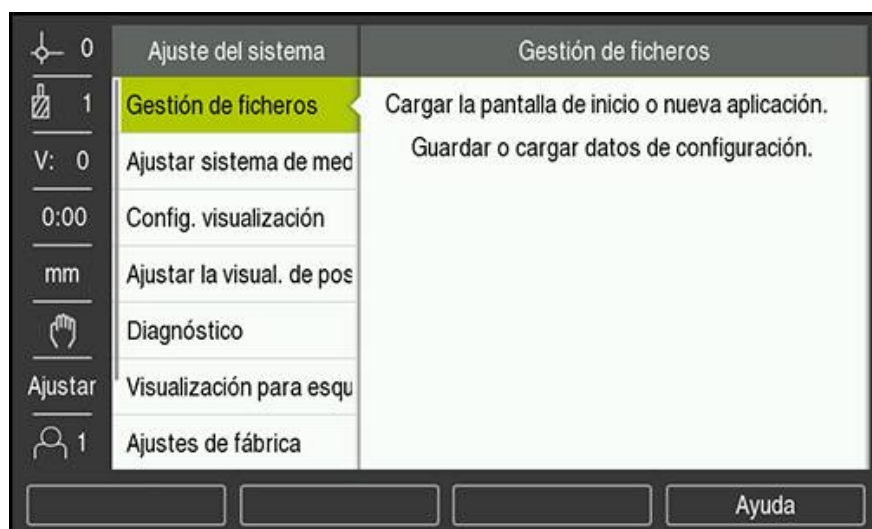 0
Ajuste del sistema
Gestión de ficheros
1
Gestión de ficheros
Cargar la pantalla de inicio o nueva aplicación.
Guardar o cargar datos de configuración.
V: 0
Ajustar sistema de med
0:00
Config. visualización
mm
Ajustar la visual. de pos
Diagnóstico
Ajustar
Visualización para esqu
1
Ajustes de fábrica
Ayuda